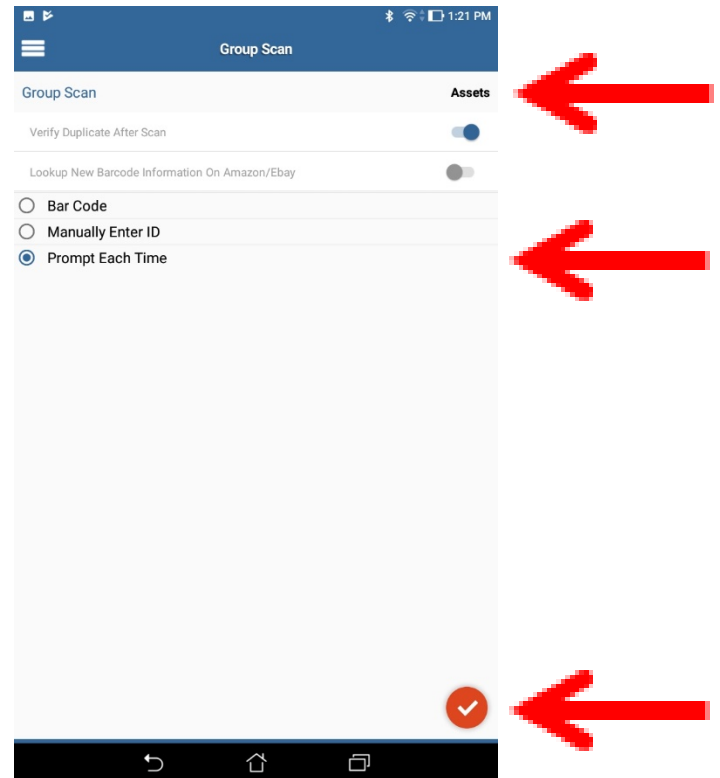 1:21 PM
Group Scan
Group Scan Assets
Verify Duplicate After Scan
Lookup New Barcode Information On Amazon/Ebay
Bar Code
Manually Enter ID
Prompt Each Time